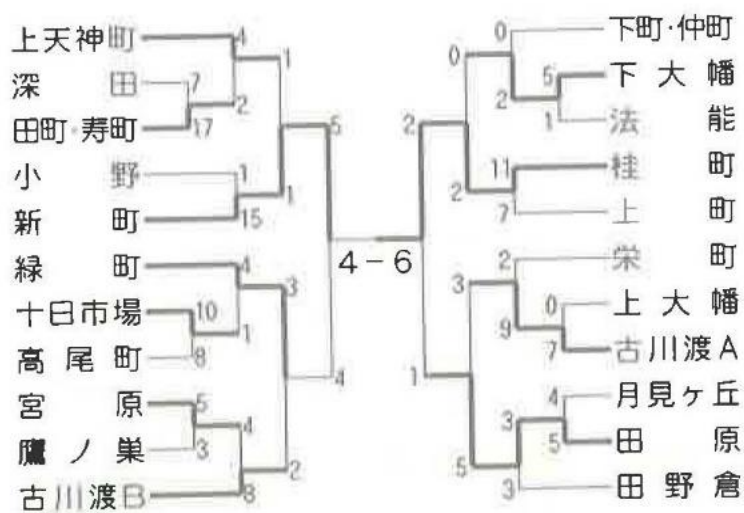 上天神町
深田
田町・寿町
小野
新町
緑町
十日市場
高尾町
宮原
鷹ノ巣
古川渡B
4
7
17
2
1
15
1
1
5
4
10
8
1
3
5
3
4
8
2
4
4-6
下町・仲町
下大幡
法能
桂町
上町
栄町
上大幡
古川渡A
月見ヶ丘
田原
田野倉
0
5
1
2
0
11
7
2
2
2
0
7
9
3
4
5
3
3
5
1